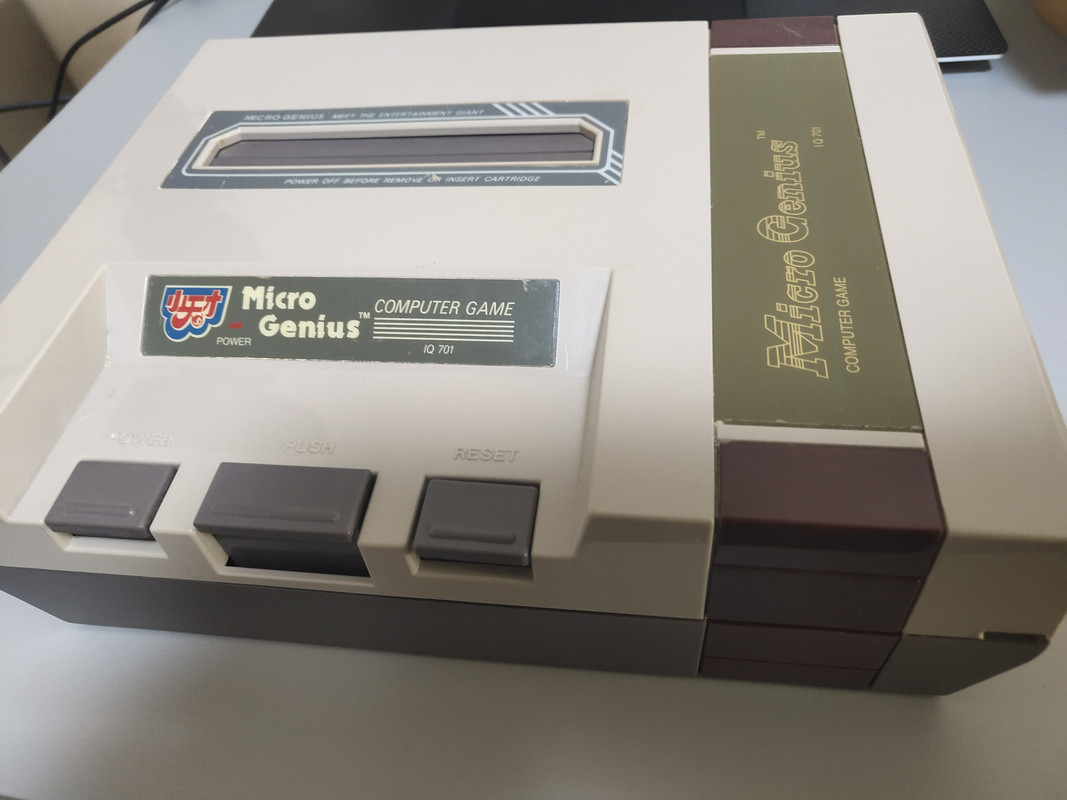 MICRO GENIUS MEET THE ENTERTAINMENT GIANT
POWER OFF BEFORE REMOVE OR INSERT CARTRIDGE
Micro
Genius™
COMPUTER GAME
POWER
IQ 701
POWER
PUSH
RESET
Micro Genius™
COMPUTER GAME
IQ 701